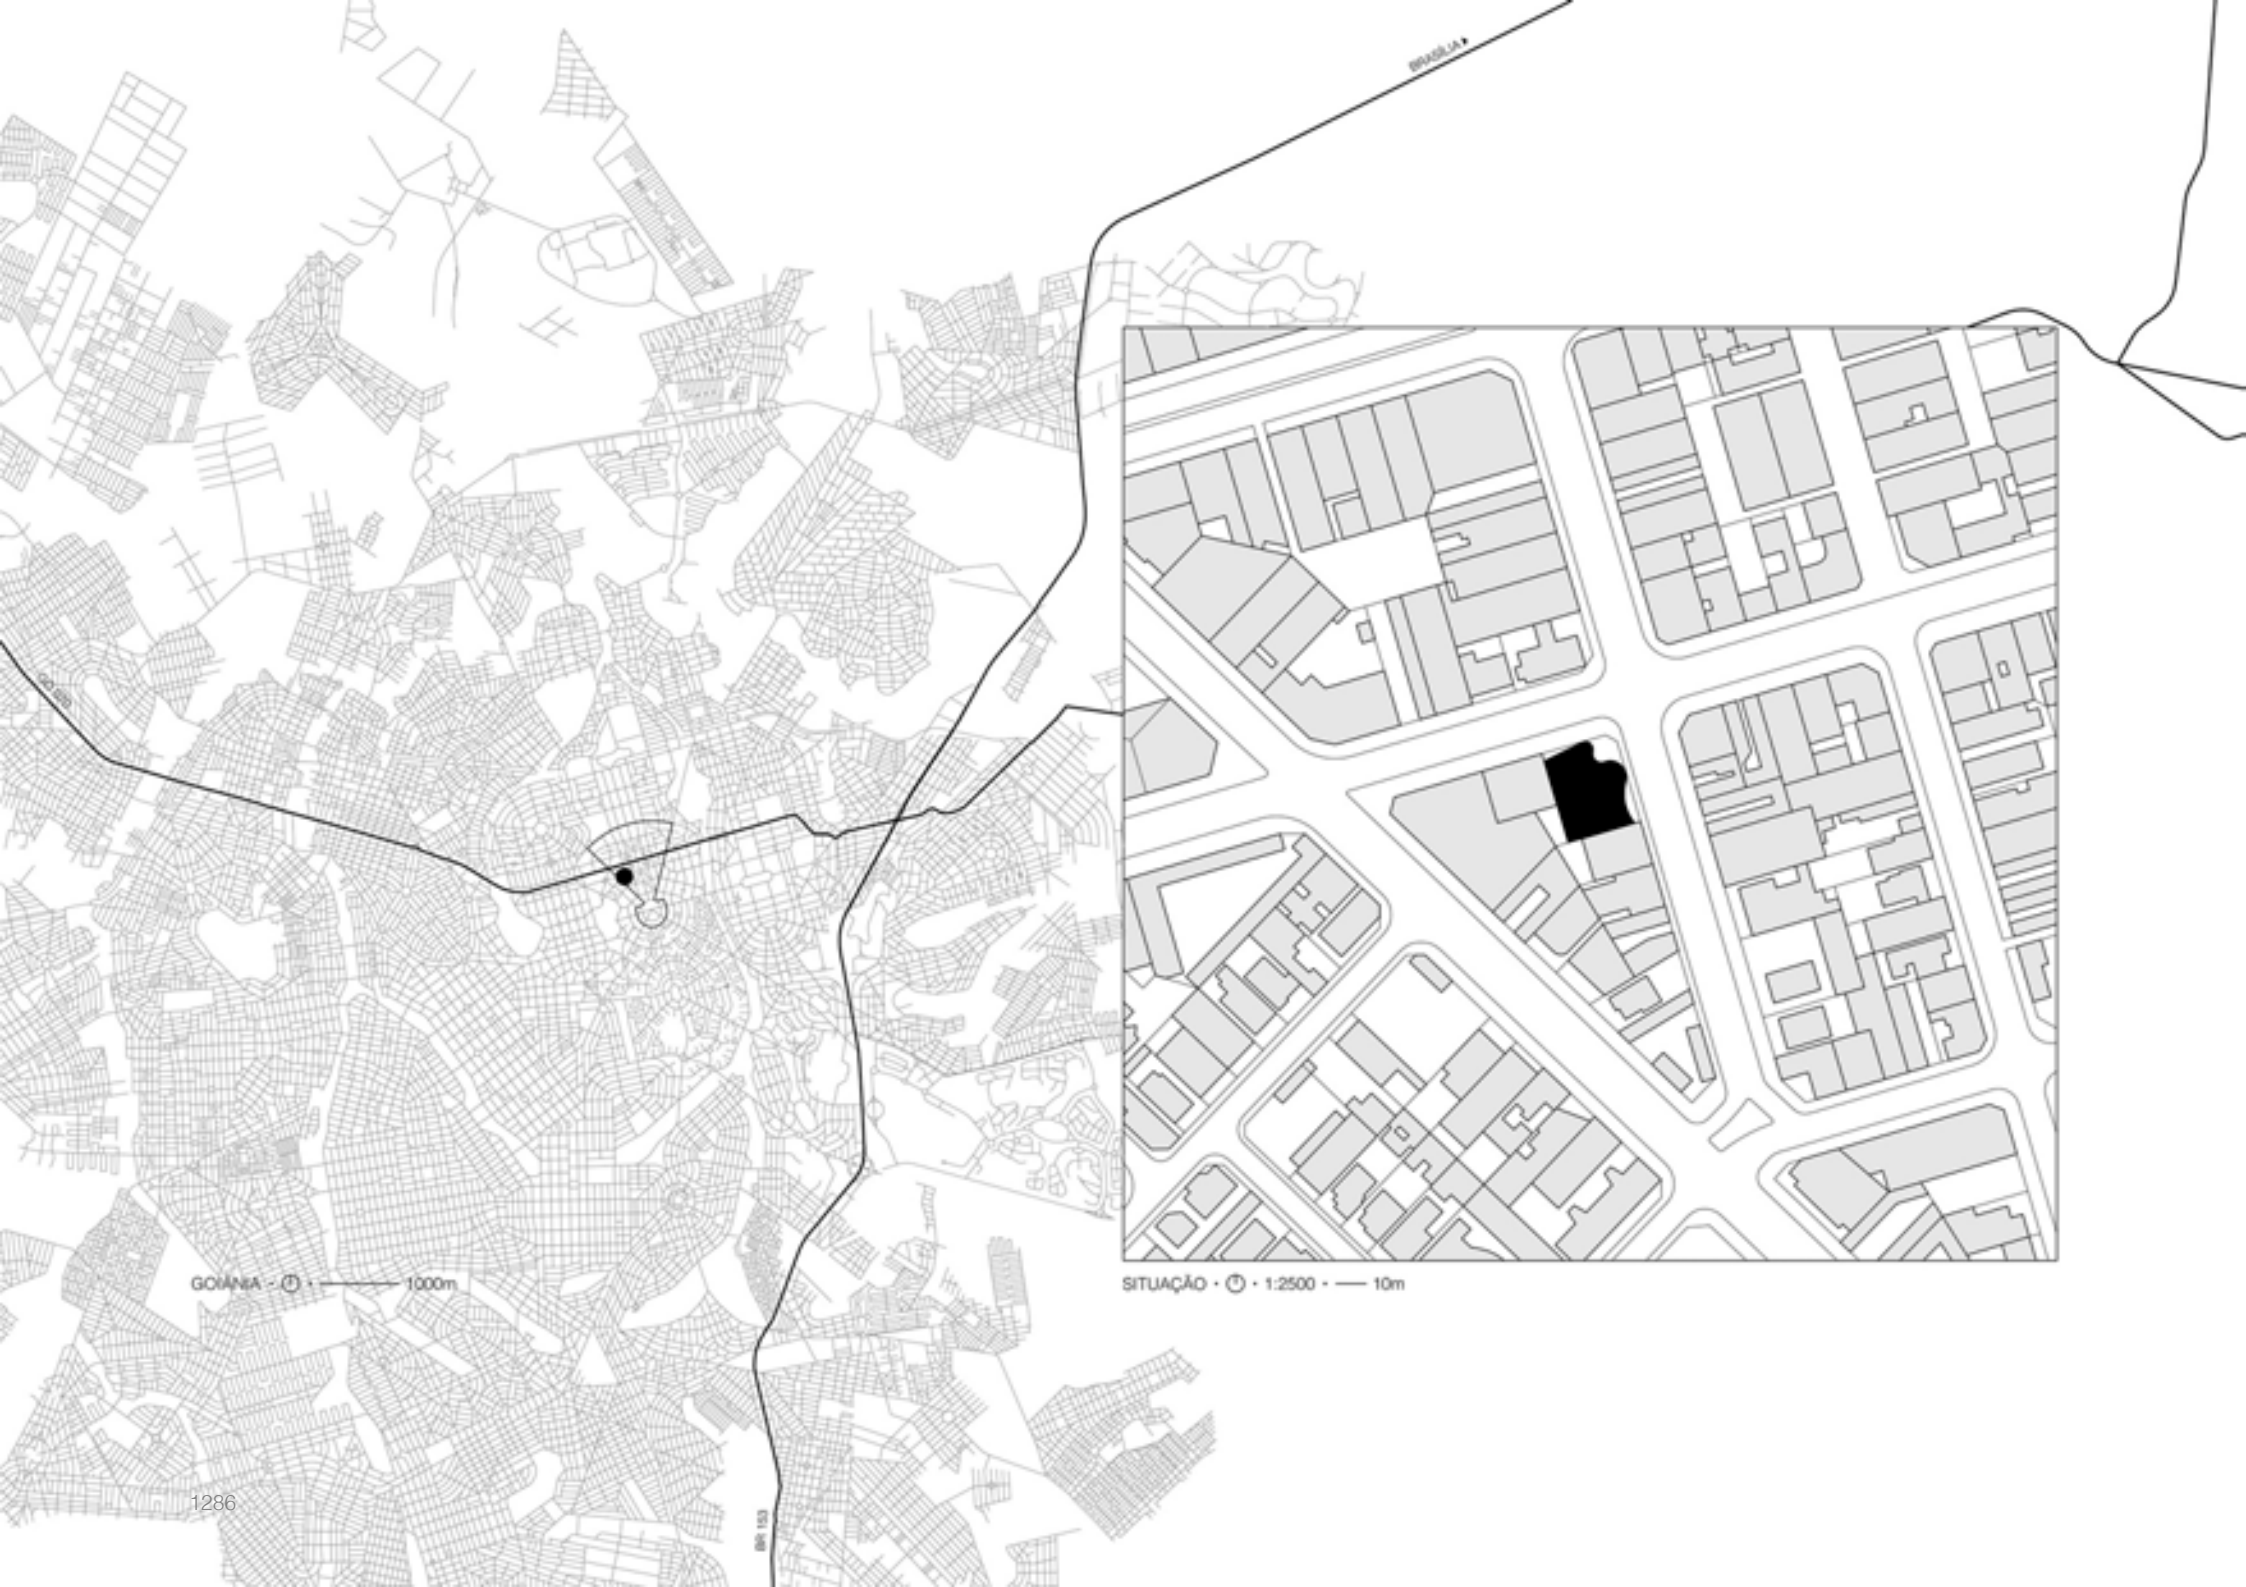 BRASÍLIA
GOIÂNIA · · 1000m
SITUAÇÃO · · 1:2500 · 10m
1286
BR 153